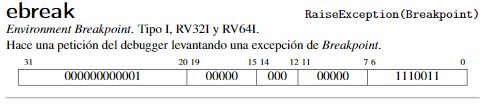 ebreak RaiseException(Breakpoint)
Environment Breakpoint. Tipo I, RV32I y RV64I.
Hace una petición del debugger levantando una excepción de Breakpoint.
31 20 19 15 14 12 11 7 6 0
000000000001 00000 000 00000 1110011